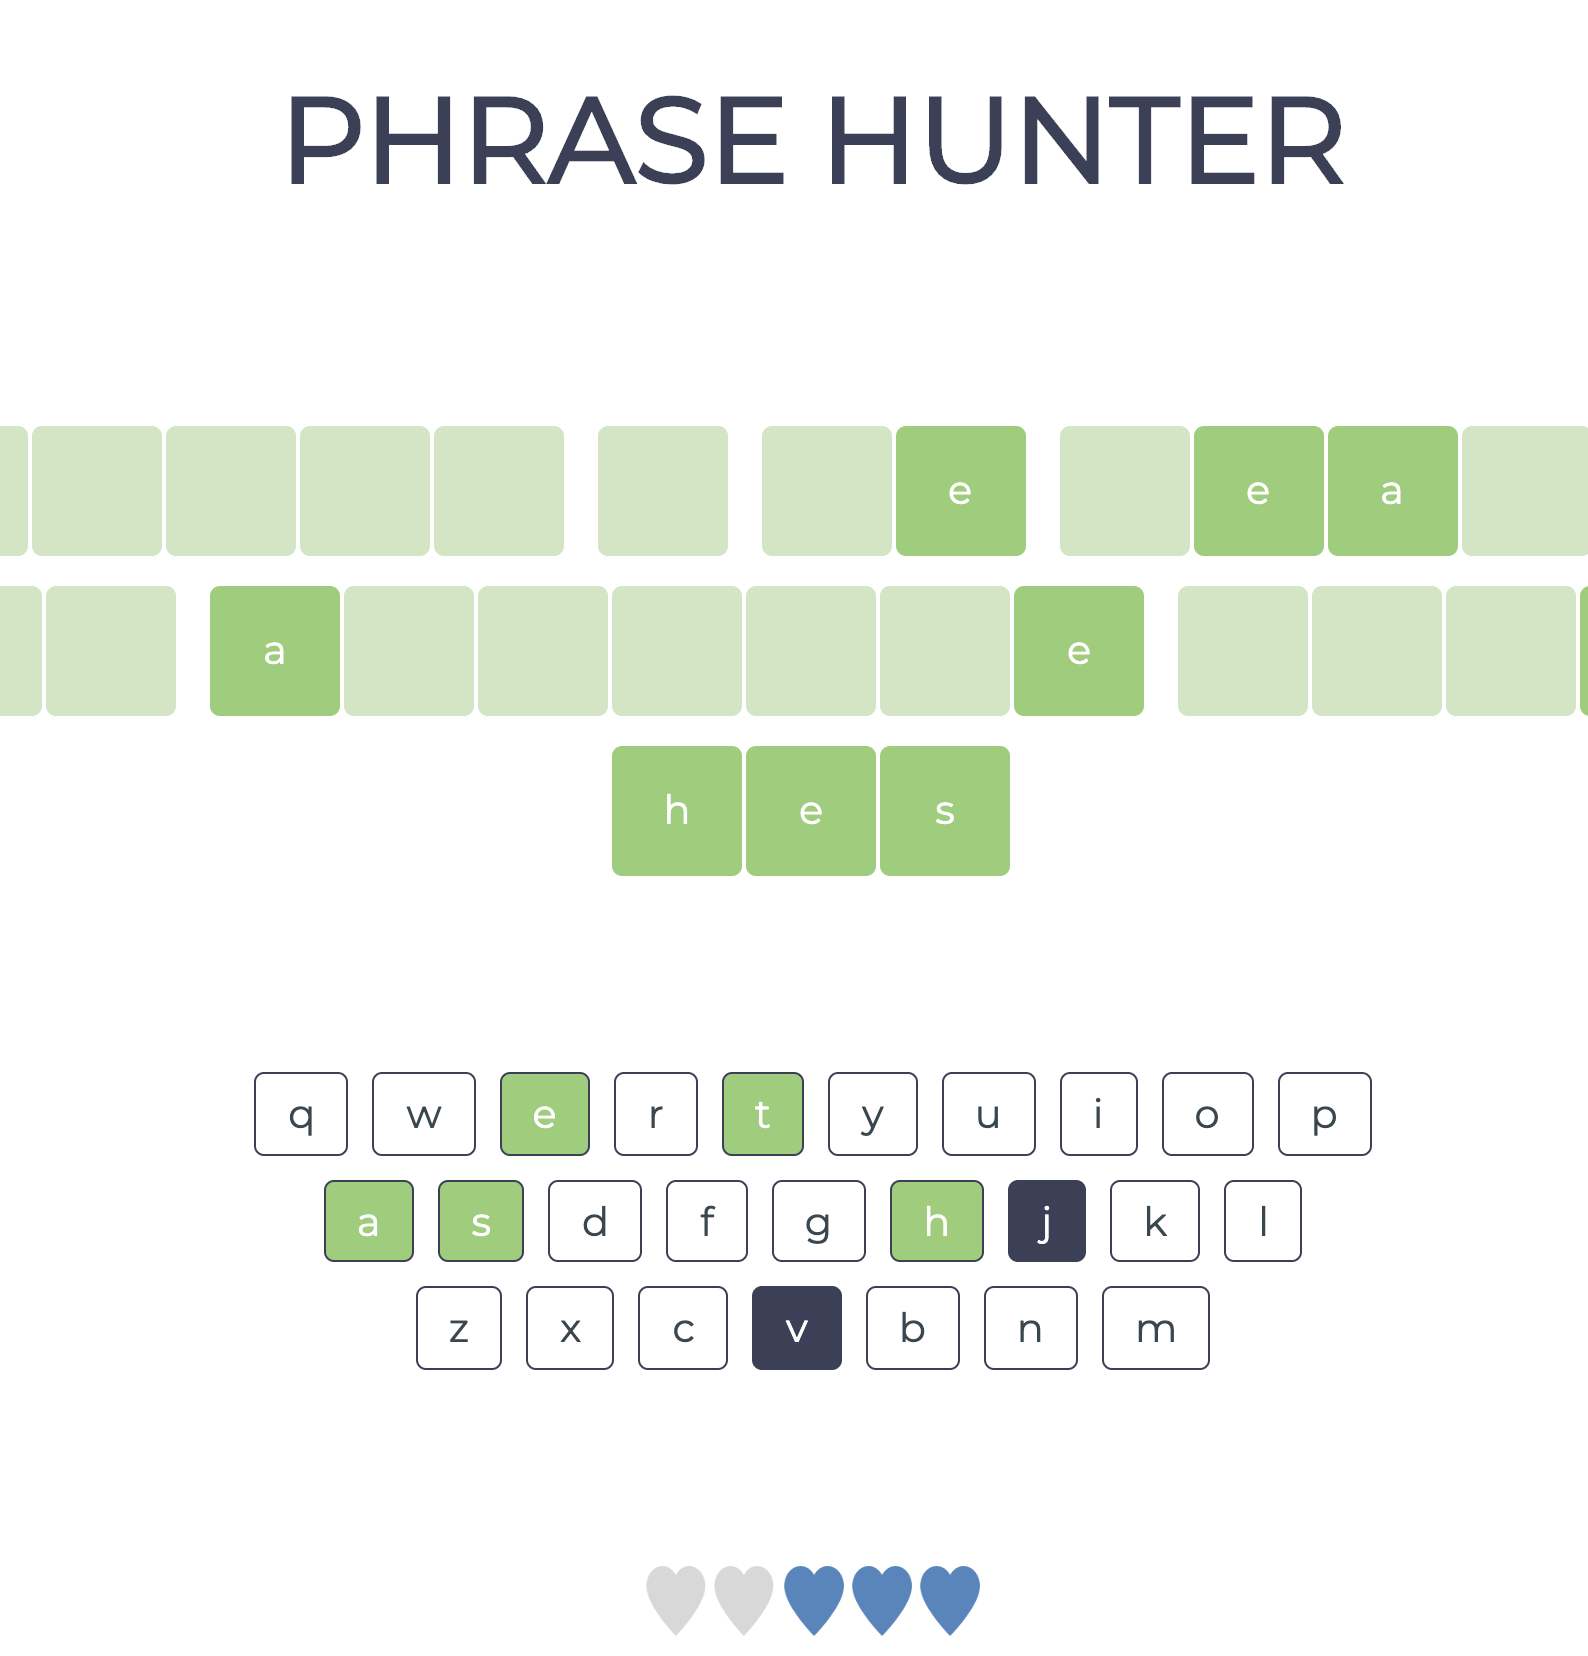 PHRASE HUNTER
e e a
a e
h e s
q w e r t y u i o p
a s d f g h j k l
z x c v b n m